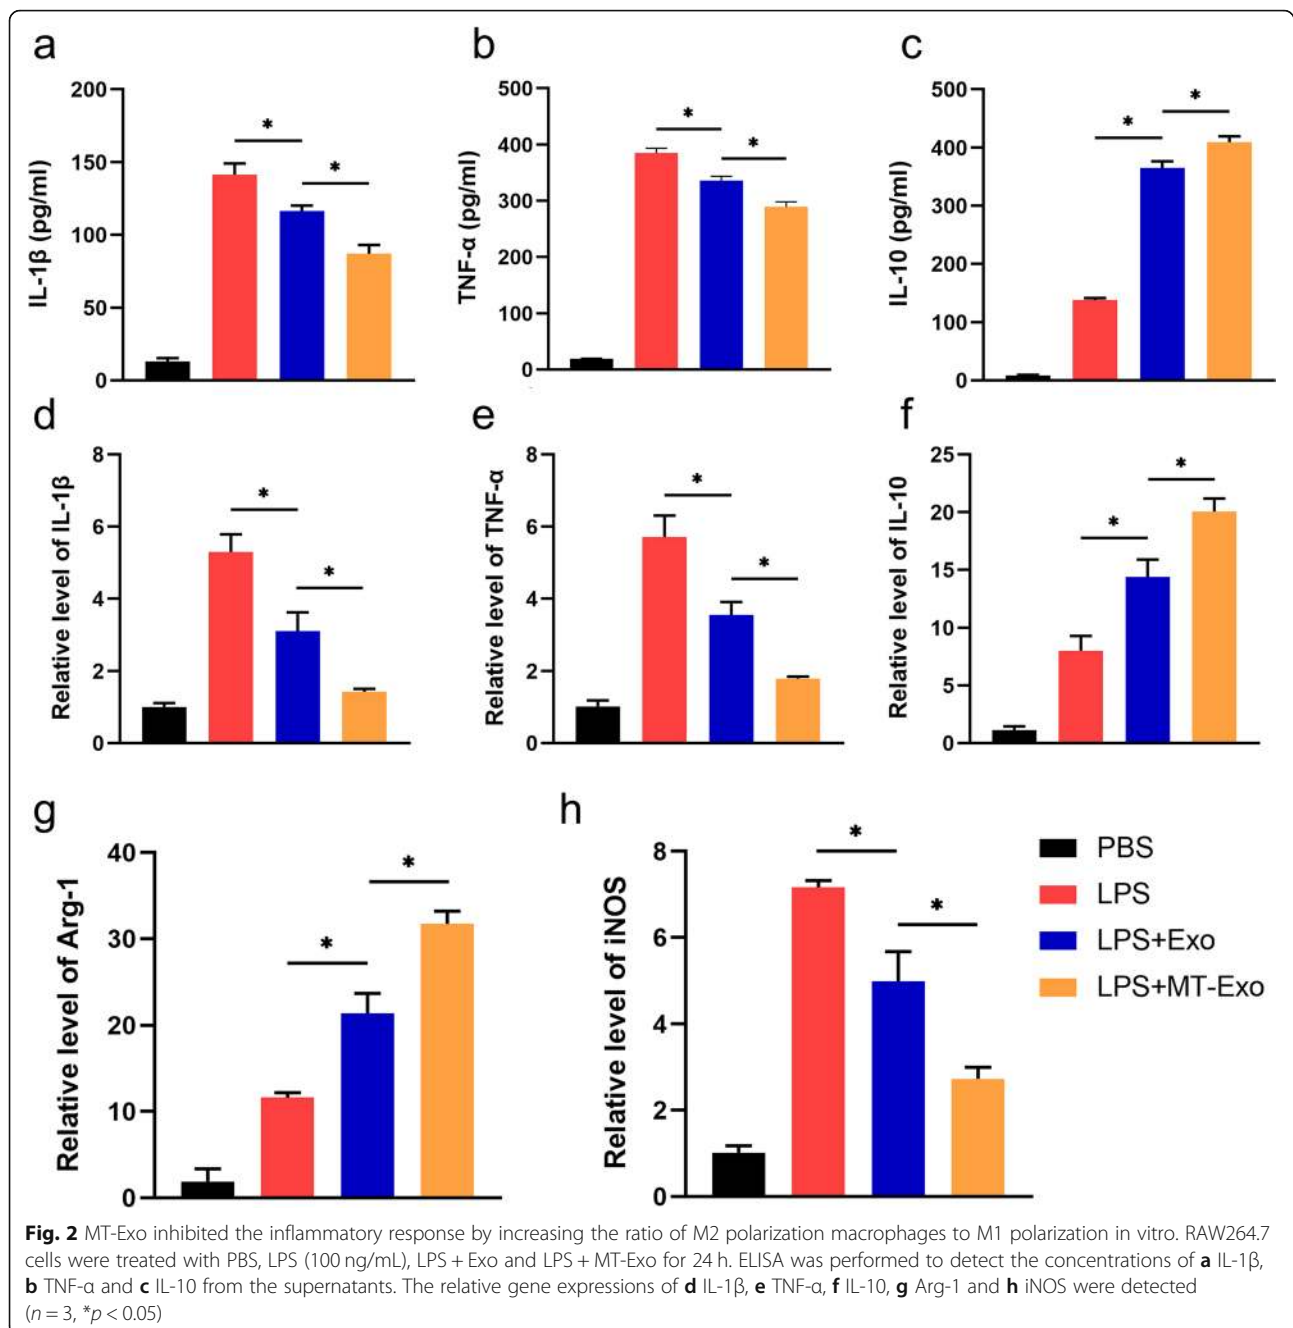 a
b
c
200
150
100
50
0
IL-1β (pg/ml)
*
*
500
400
300
200
100
0
TNF-α (pg/ml)
*
*
500
400
300
200
100
0
IL-10 (pg/ml)
*
*
d
e
f
8
6
4
2
0
Relative level of IL-1β
*
*
8
6
4
2
0
Relative level of TNF-α
*
*
25
20
15
10
5
0
Relative level of IL-10
*
*
g
h
40
30
20
10
0
Relative level of Arg-1
*
*
8
6
4
2
0
Relative level of iNOS
*
*
PBS
LPS
LPS+Exo
LPS+MT-Exo
Fig. 2 MT-Exo inhibited the inflammatory response by increasing the ratio of M2 polarization macrophages to M1 polarization in vitro. RAW264.7
cells were treated with PBS, LPS (100 ng/mL), LPS + Exo and LPS + MT-Exo for 24 h. ELISA was performed to detect the concentrations of a IL-1β,
b TNF-α and c IL-10 from the supernatants. The relative gene expressions of d IL-1β, e TNF-α, f IL-10, g Arg-1 and h iNOS were detected
(n = 3, *p < 0.05)